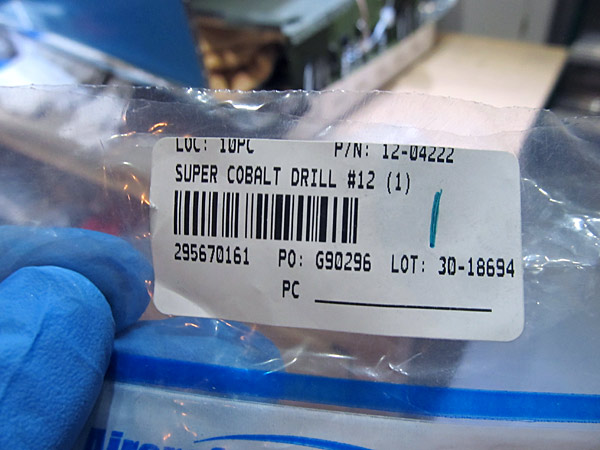 LOC: 10PC P/N: 12-04222
SUPER COBALT DRILL #12 (1)
295670161 PO: G90296 LOT: 30-18694
PC